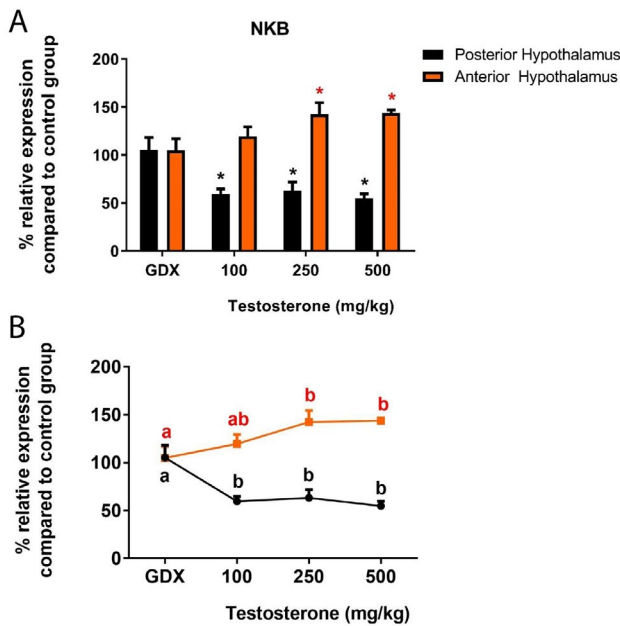 A
NKB
Posterior Hypothalamus
Anterior Hypothalamus
% relative expression
compared to control group
200
150
100
50
0
*
*
*
*
*
GDX
100
250
500
Testosterone (mg/kg)
B
% relative expression
compared to control group
200
150
100
50
0
a
ab
b
b
a
b
b
b
GDX
100
250
500
Testosterone (mg/kg)